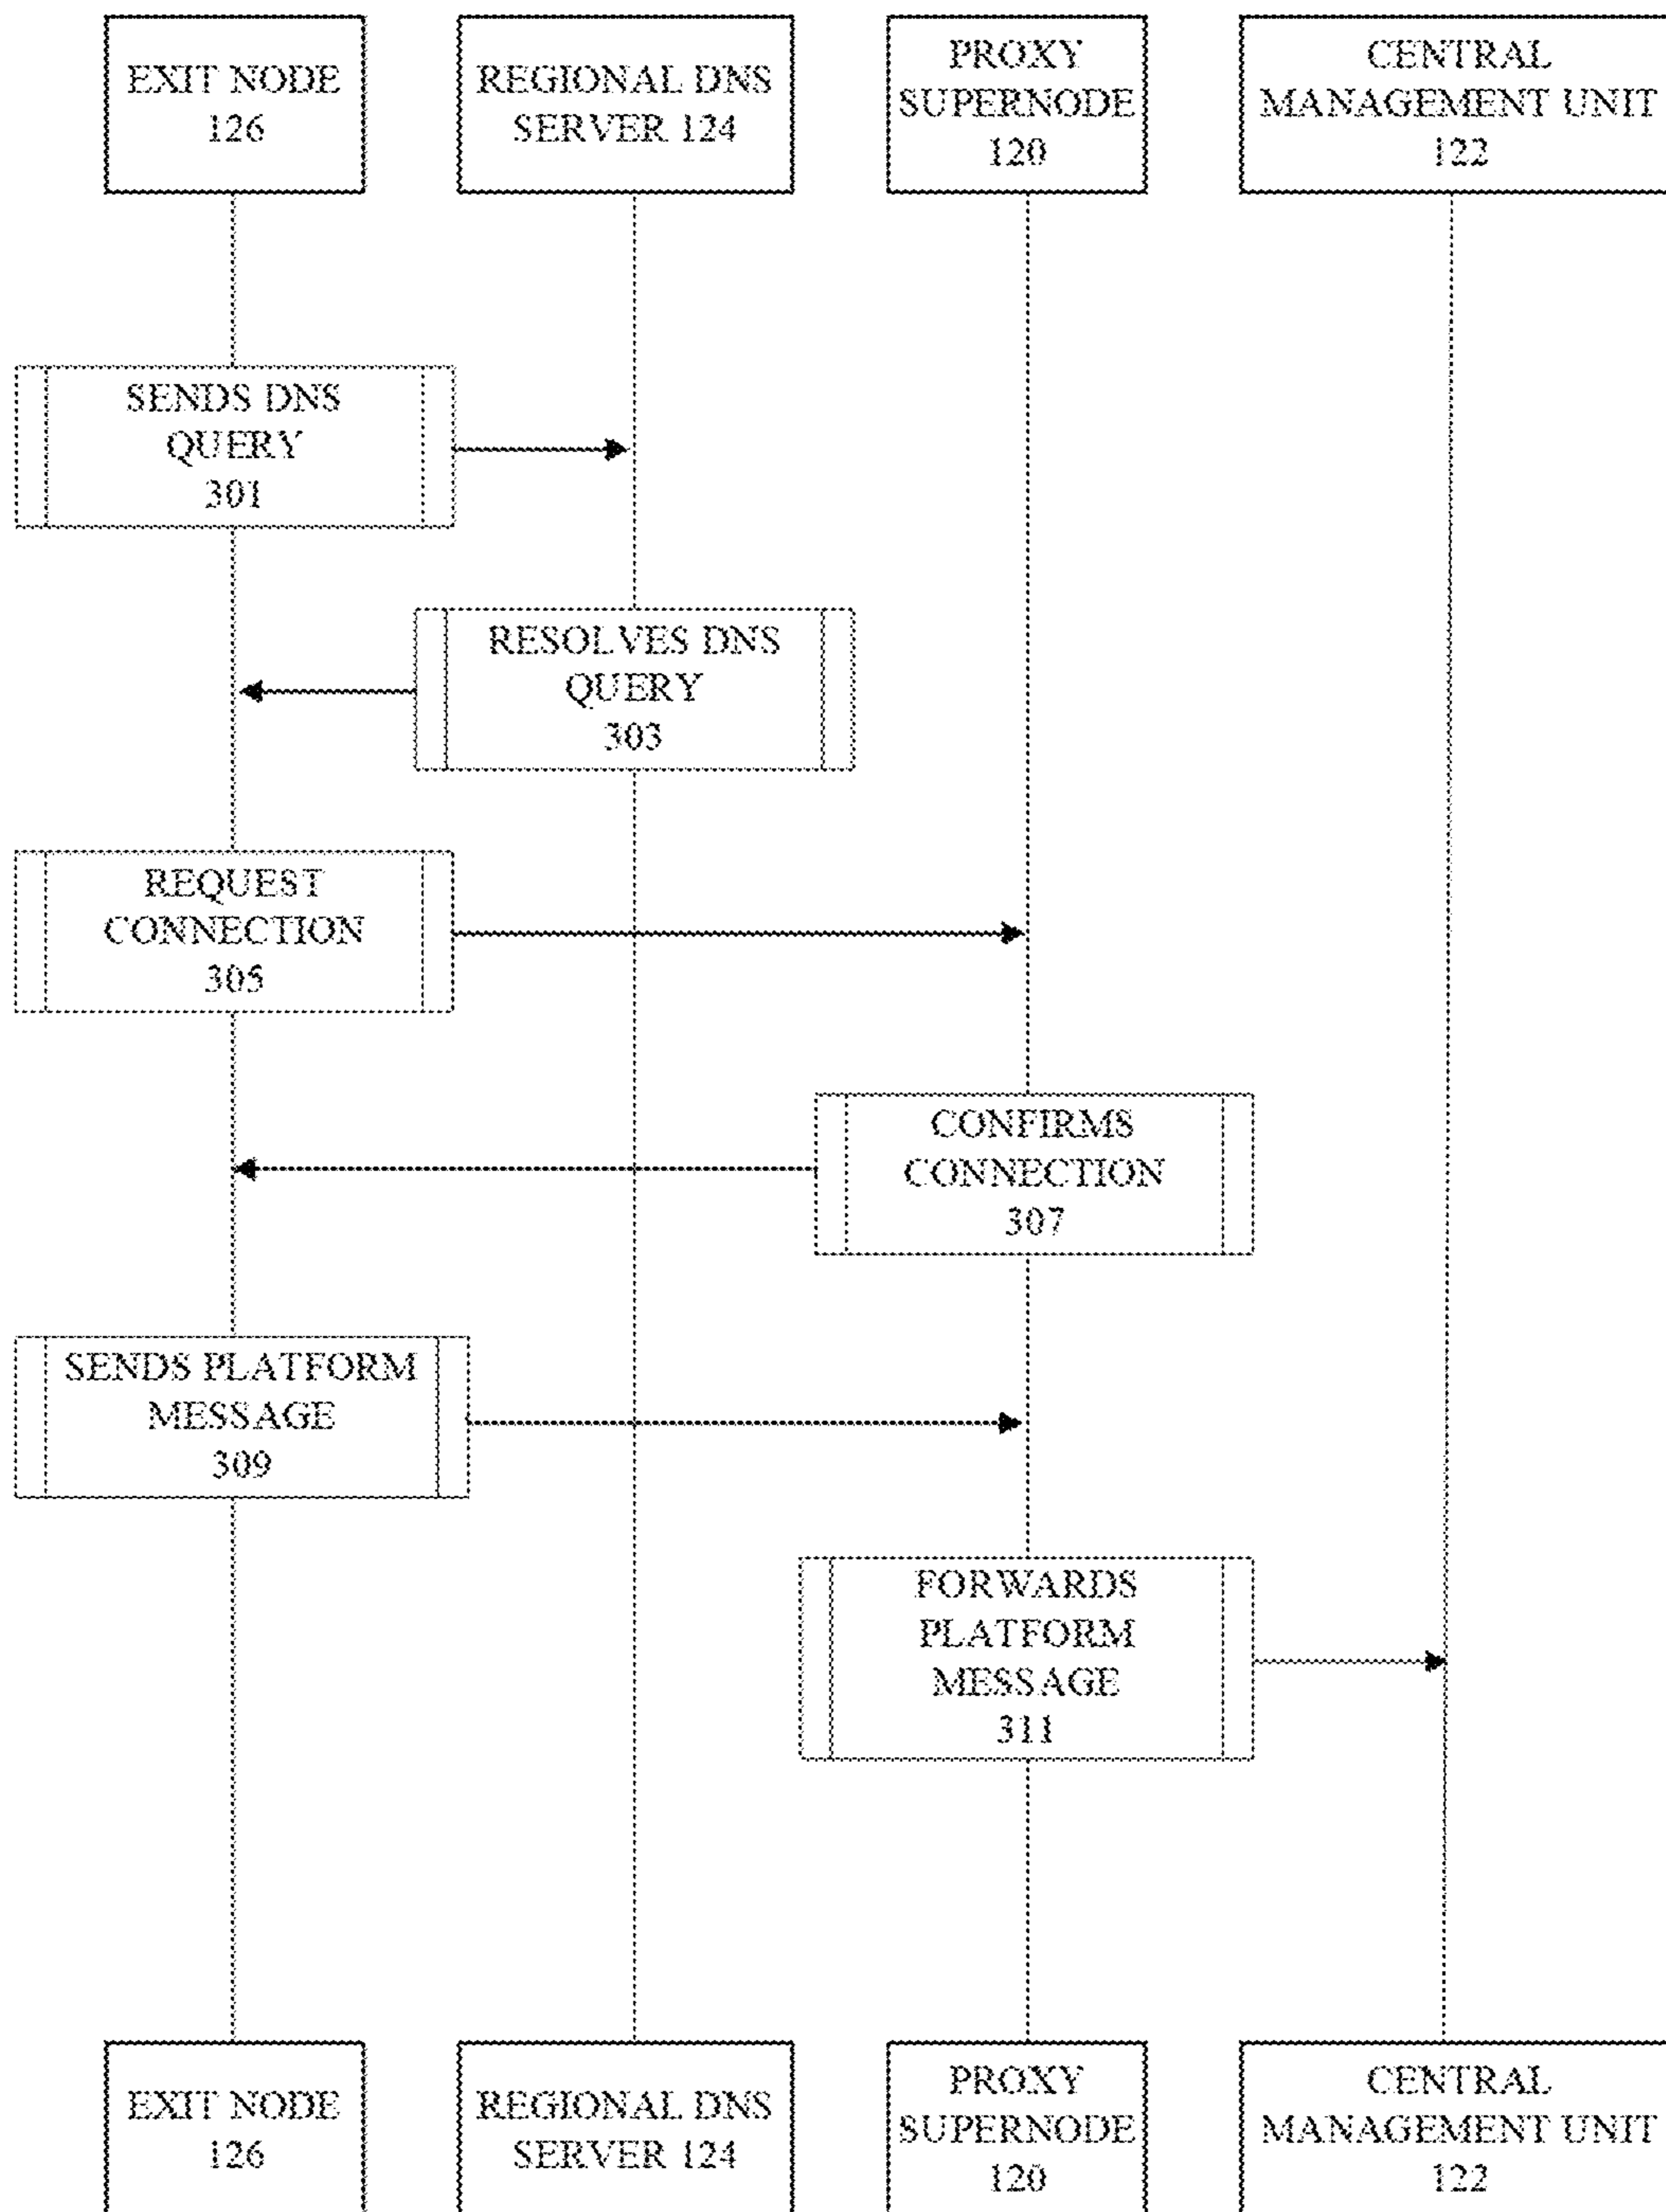 EXIT NODE
126
REGIONAL DNS
SERVER 124
PROXY
SUPERNODE
120
CENTRAL
MANAGEMENT UNIT
122
SENDS DNS
QUERY
301
RESOLVES DNS
QUERY
303
REQUEST
CONNECTION
305
CONFIRMS
CONNECTION
307
SENDS PLATFORM
MESSAGE
309
FORWARDS
PLATFORM
MESSAGE
311
EXIT NODE
126
REGIONAL DNS
SERVER 124
PROXY
SUPERNODE
120
CENTRAL
MANAGEMENT UNIT
122